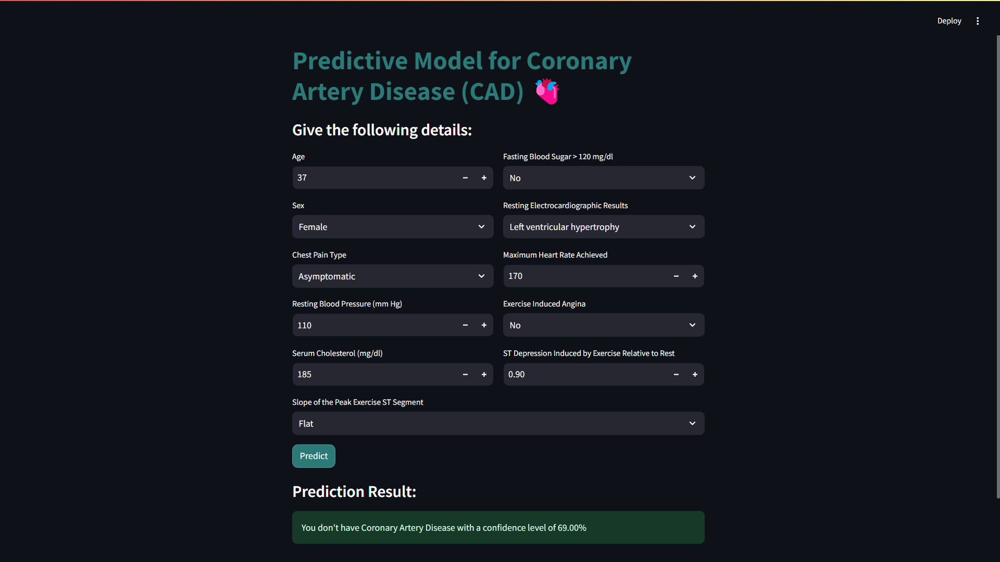 Deploy
Predictive Model for Coronary
Artery Disease (CAD)
Give the following details:
Age
37
Fasting Blood Sugar > 120 mg/dl
No
Sex
Female
Resting Electrocardiographic Results
Left ventricular hypertrophy
Chest Pain Type
Asymptomatic
Maximum Heart Rate Achieved
170
Resting Blood Pressure (mm Hg)
110
Exercise Induced Angina
No
Serum Cholesterol (mg/dl)
185
ST Depression Induced by Exercise Relative to Rest
0.90
Slope of the Peak Exercise ST Segment
Flat
Predict
Prediction Result:
You don't have Coronary Artery Disease with a confidence level of 69.00%